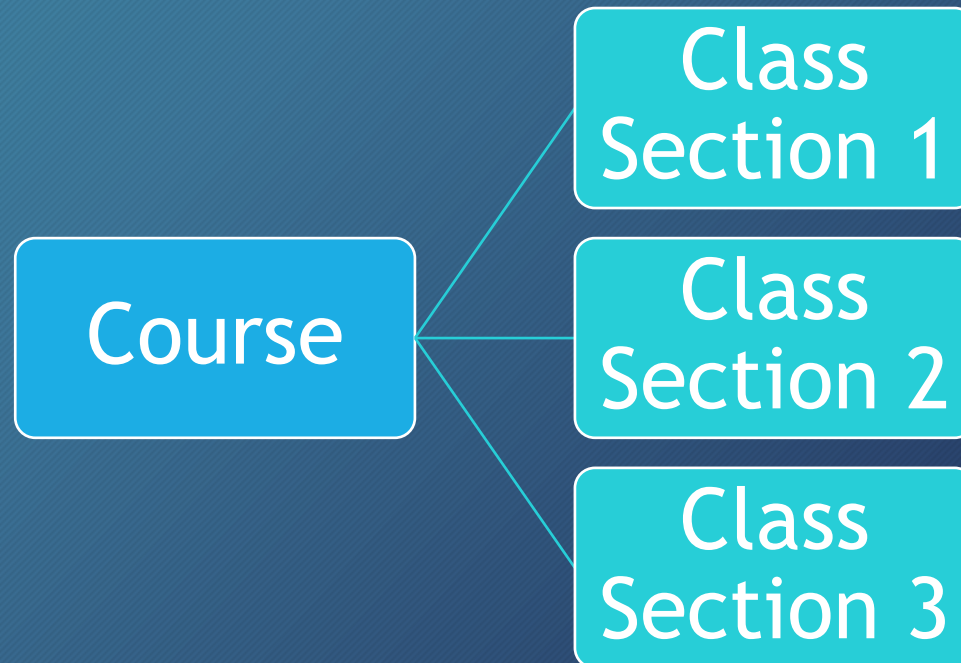 Course
Class
Section 1
Class
Section 2
Class
Section 3